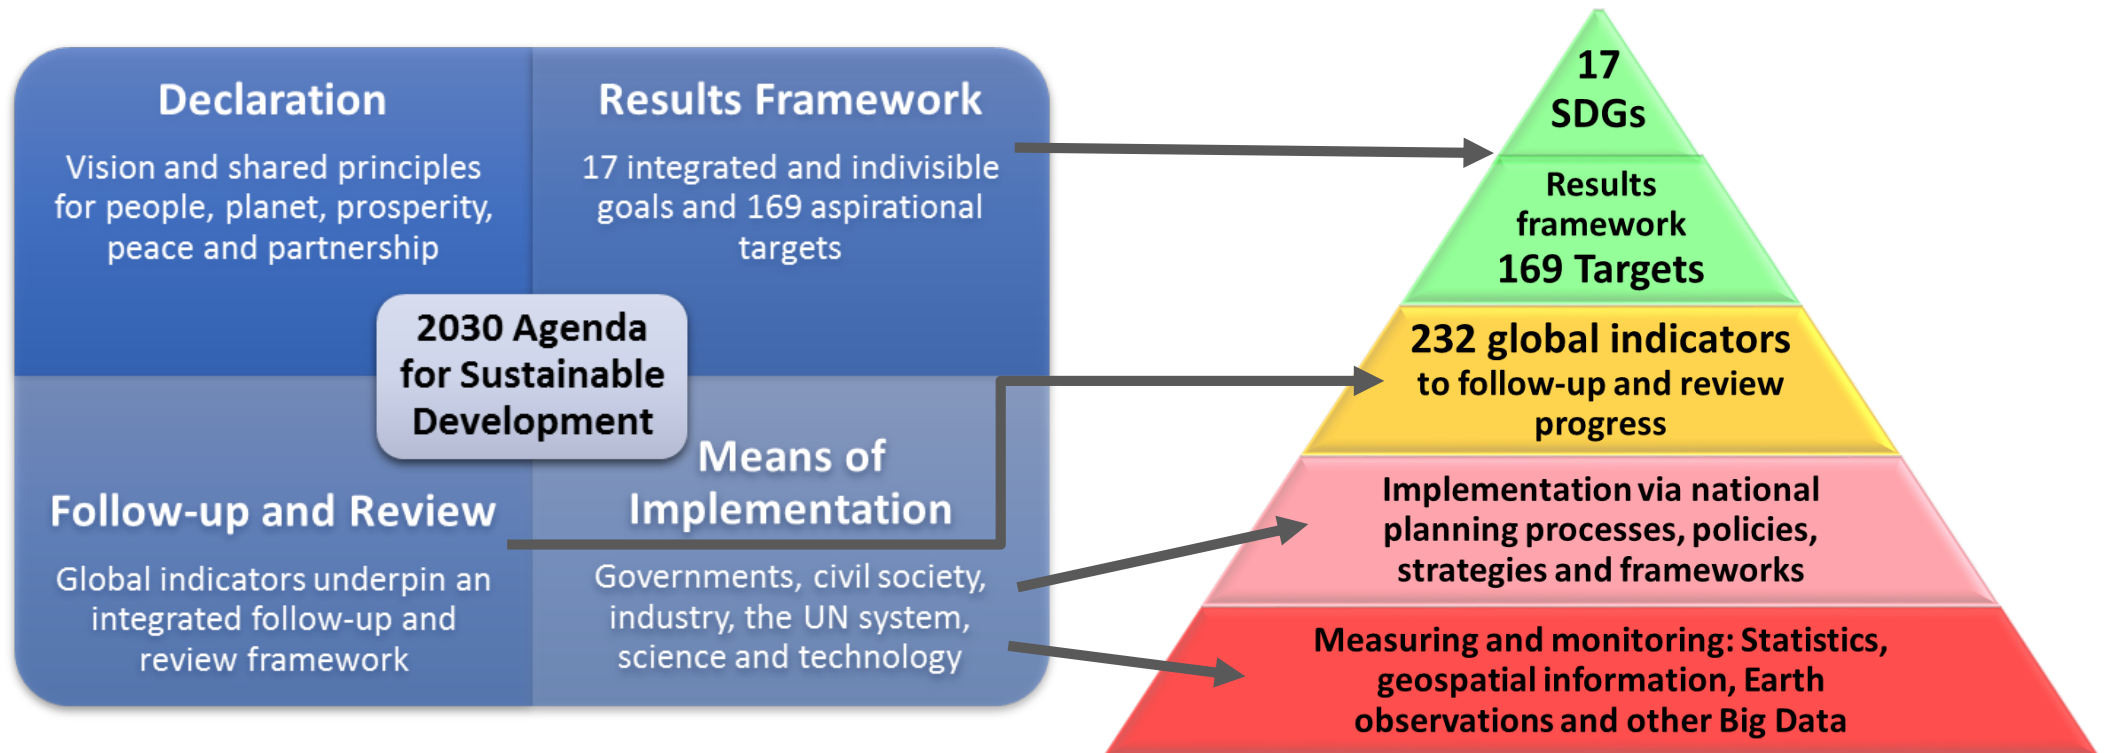 Declaration
Vision and shared principles
for people, planet, prosperity,
peace and partnership
Results Framework
17 integrated and indivisible
goals and 169 aspirational
targets
2030 Agenda
for Sustainable
Development
Follow-up and Review
Global indicators underpin an
integrated follow-up and
review framework
Means of
Implementation
Governments, civil society,
industry, the UN system,
science and technology
17
SDGs
Results
framework
169 Targets
232 global indicators
to follow-up and review
progress
Implementation via national
planning processes, policies,
strategies and frameworks
Measuring and monitoring: Statistics,
geospatial information, Earth
observations and other Big Data